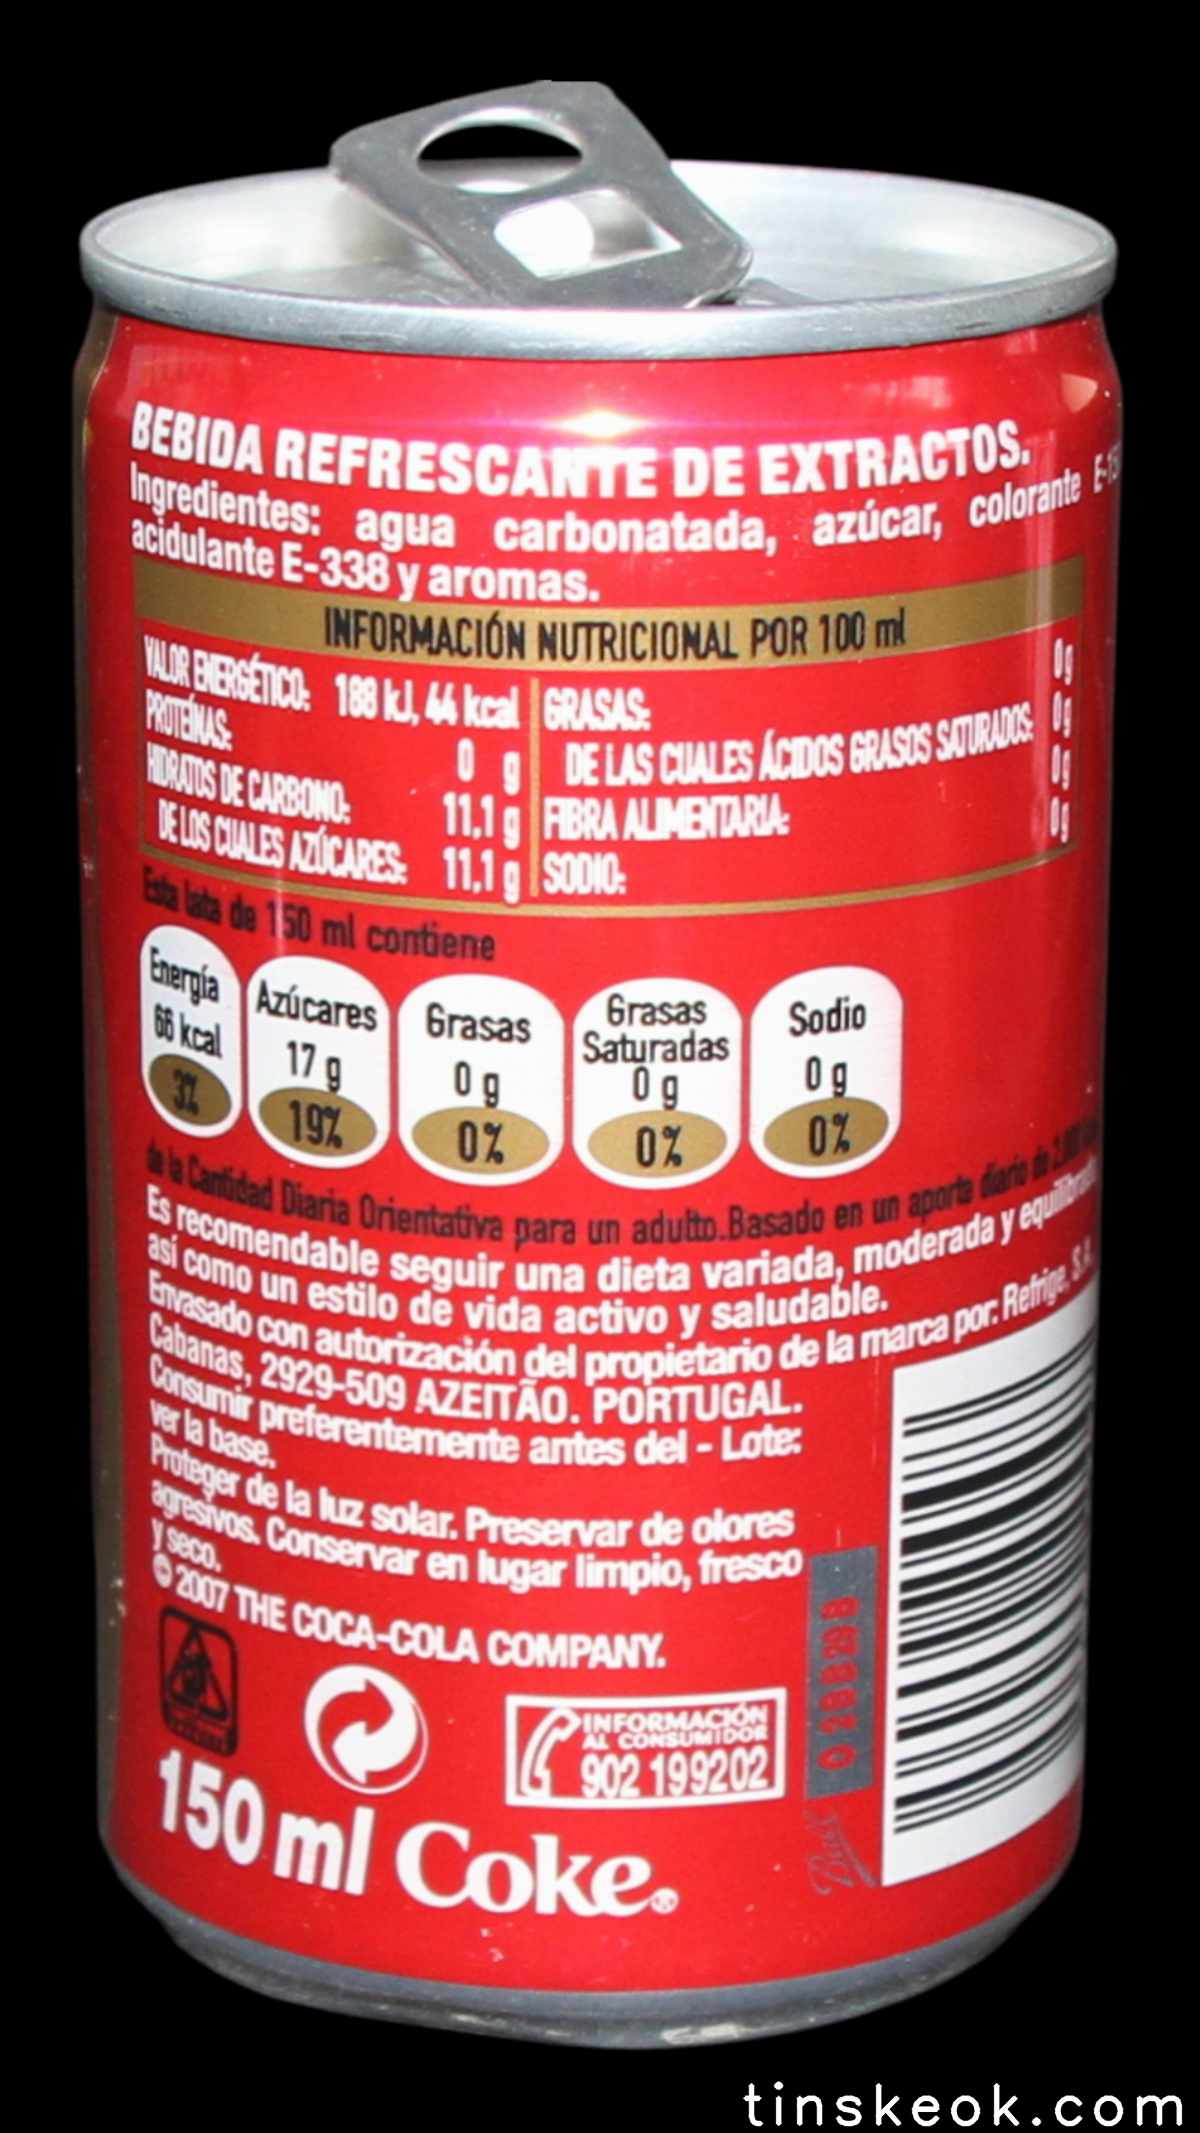 BEBIDA REFRESCANTE DE EXTRACTOS.
Ingredientes: agua carbonatada, azúcar, colorante
acidulante E-338 y aromas.
INFORMACIÓN NUTRICIONAL POR 100 ml
VALOR ENERGÉTICO: 188 kJ, 44 kcal
PROTEÍNAS: 0 g
HIDRATOS DE CARBONO: 11,1 g
DE LOS CUALES AZÚCARES: 11,1 g
GRASAS: 0g
DE LAS CUALES ÁCIDOS GRASOS SATURADOS: 0g
FIBRA ALIMENTARIA: 0g
SODIO: 0g
Esta lata de 150 ml contiene
Energía
66 kcal
3%
Azúcares
17 g
19%
Grasas
0 g
0%
Grasas
Saturadas
0 g
0%
Sodio
0 g
0%
de la Cantidad Diaria Orientativa para un adulto.Basado en un aporte diario de
Es recomendable seguir una dieta variada, moderada y
así como un estilo de vida activo y saludable.
Envasado con autorización del propietario de la marca por: Refrige, S.A.
Cabanas, 2929-509 AZEITÃO. PORTUGAL.
Consumir preferentemente antes del - Lote:
ver la base.
Proteger de la luz solar. Preservar de olores
agresivos. Conservar en lugar limpio, fresco
y seco.
© 2007 THE COCA-COLA COMPANY.
INFORMACIÓN
AL CONSUMIDOR
902 199202
150 ml Coke®
tinskeok.com